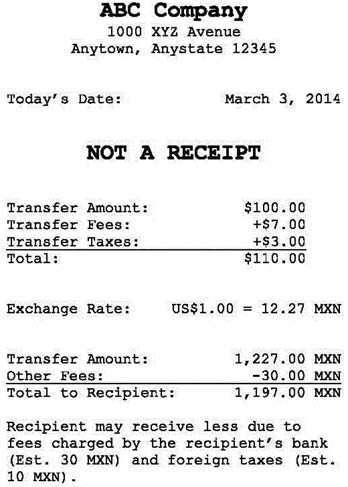 ABC Company
1000 XYZ Avenue
Anytown, Anystate 12345
Today's Date: March 3, 2014
NOT A RECEIPT
Transfer Amount: $100.00
Transfer Fees: +$7.00
Transfer Taxes: +$3.00
Total: $110.00
Exchange Rate: US$1.00 = 12.27 MXN
Transfer Amount: 1,227.00 MXN
Other Fees: -30.00 MXN
Total to Recipient: 1,197.00 MXN
Recipient may receive less due to
fees charged by the recipient's bank
(Est. 30 MXN) and foreign taxes (Est.
10 MXN).